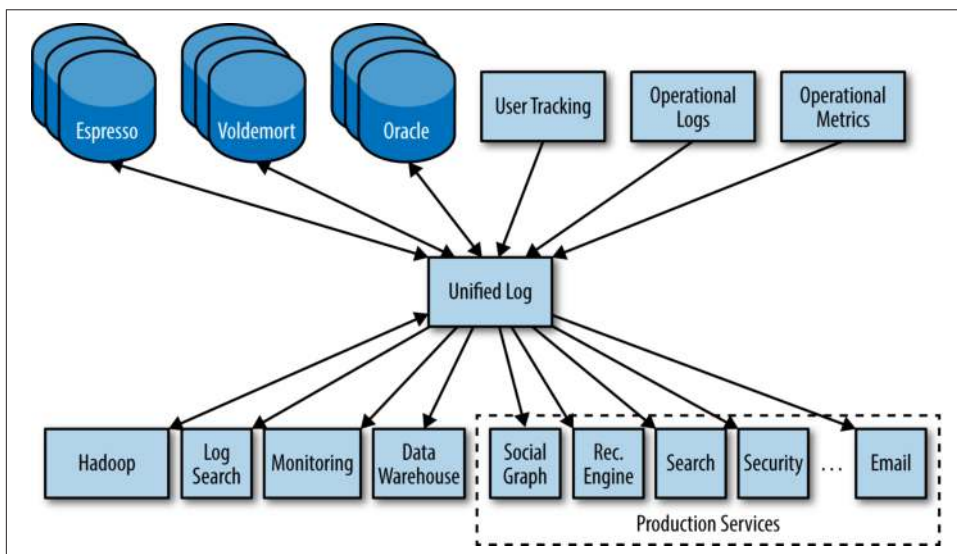 Espresso
Voldemort
Oracle
User Tracking
Operational
Logs
Operational
Metrics
Unified Log
Hadoop
Log
Search
Monitoring
Data
Warehouse
Social
Graph
Rec.
Engine
Search
Security
...
Email
Production Services